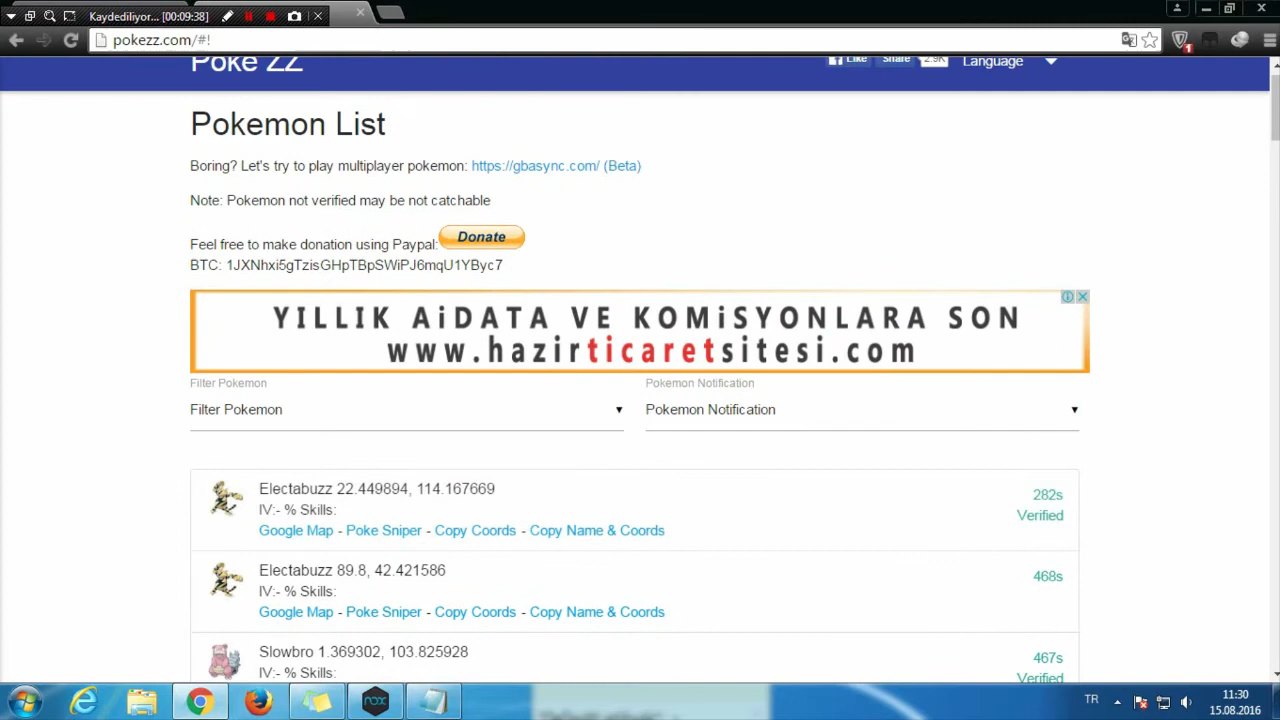 Kaydediliyor... [00:09:38]
pokezz.com/#!
1
Poke ZZ
Like Share 2.9K Language
Pokemon List
Boring? Let's try to play multiplayer pokemon: https://gbasync.com/ (Beta)
Note: Pokemon not verified may be not catchable
Feel free to make donation using Paypal: Donate
BTC: 1JXNhxi5gTzisGHpTBpSWiPJ6mqU1YByc7
YILLIK AiDATA VE KOMiSYONLARA SON
www.hazirticaretsitesi.com
Filter Pokemon Pokemon Notification
Filter Pokemon Pokemon Notification
Electabuzz 22.449894, 114.167669 282s
IV:- % Skills: Verified
Google Map - Poke Sniper - Copy Coords - Copy Name & Coords
Electabuzz 89.8, 42.421586 468s
IV:- % Skills:
Google Map - Poke Sniper - Copy Coords - Copy Name & Coords
Slowbro 1.369302, 103.825928 467s
IV:- % Skills: Verified
nox TR 11:30
15.08.2016